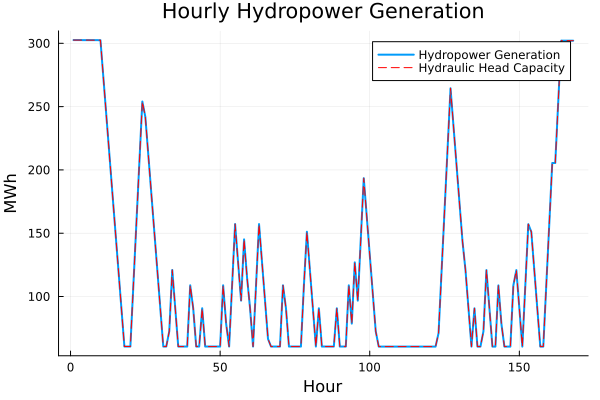 Hourly Hydropower Generation
Hydropower Generation
Hydraulic Head Capacity
300
250
200
150
100
MWh
0
50
100
150
Hour